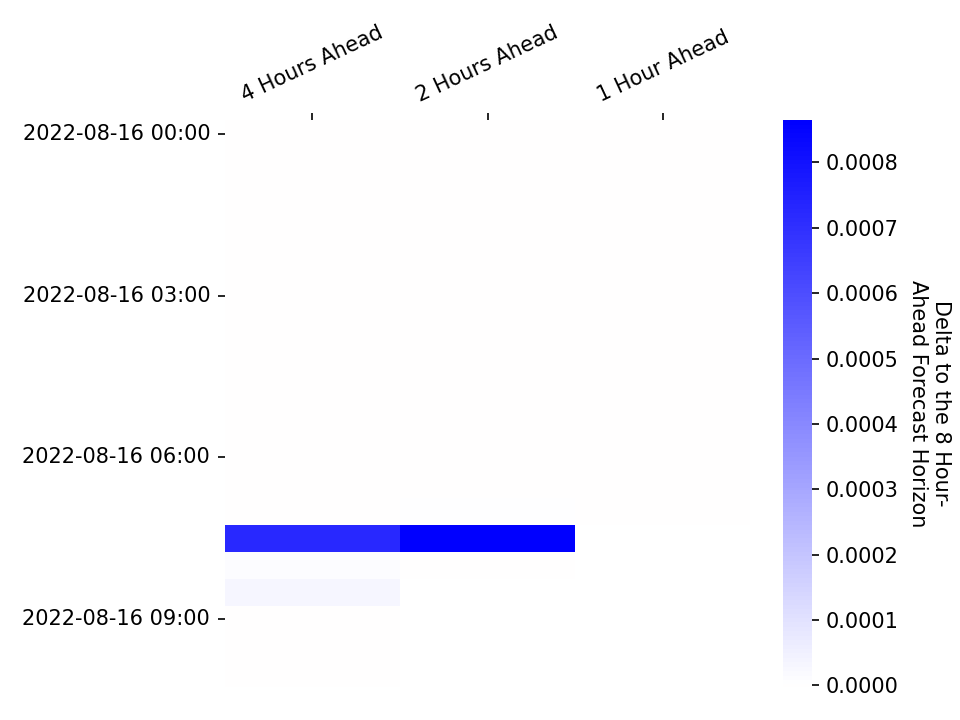 4 Hours Ahead
2 Hours Ahead
1 Hour Ahead
2022-08-16 00:00
2022-08-16 03:00
2022-08-16 06:00
2022-08-16 09:00
0.0008
0.0007
0.0006
0.0005
0.0004
0.0003
0.0002
0.0001
0.0000
Delta to the 8 Hour-
Ahead Forecast Horizon